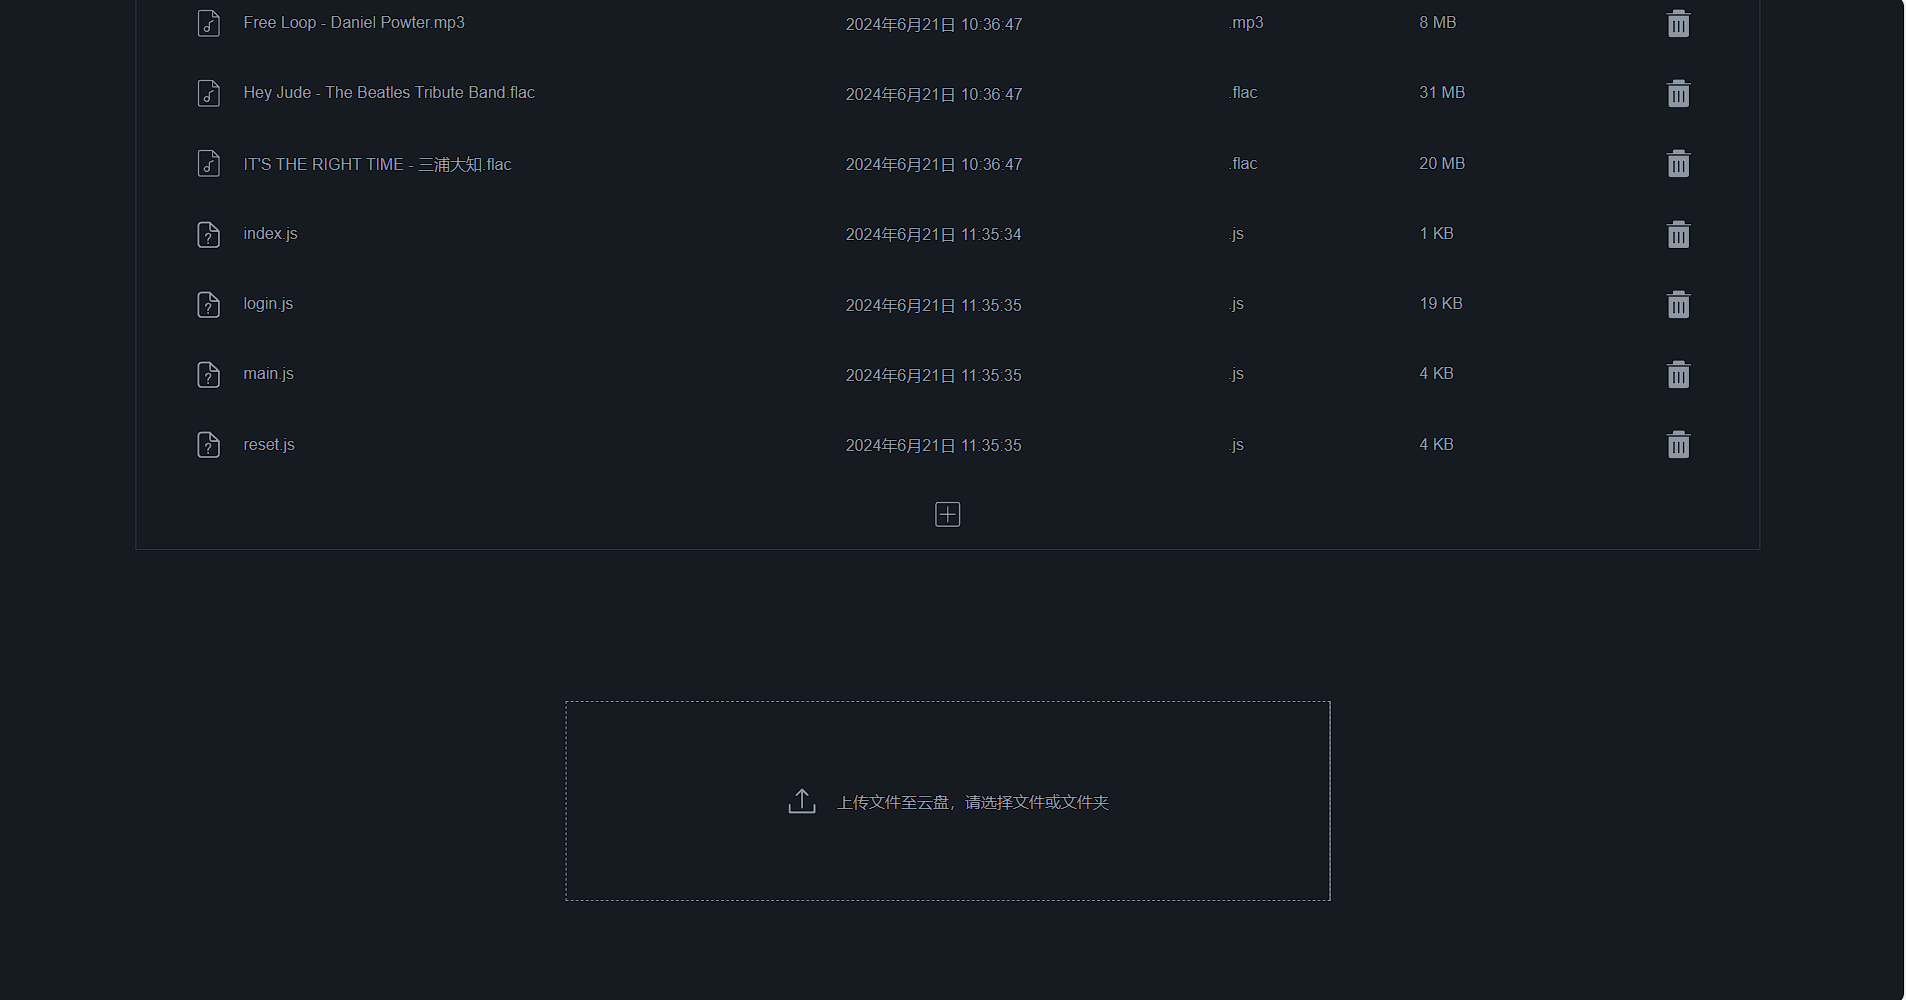 Free Loop - Daniel Powter.mp3 2024年6月21日 10:36:47 .mp3 8 MB
Hey Jude - The Beatles Tribute Band.flac 2024年6月21日 10:36:47 .flac 31 MB
IT'S THE RIGHT TIME - 三浦大知.flac 2024年6月21日 10:36:47 .flac 20 MB
index.js 2024年6月21日 11:35:34 .js 1 KB
login.js 2024年6月21日 11:35:35 .js 19 KB
main.js 2024年6月21日 11:35:35 .js 4 KB
reset.js 2024年6月21日 11:35:35 .js 4 KB
上传文件至云盘，请选择文件或文件夹